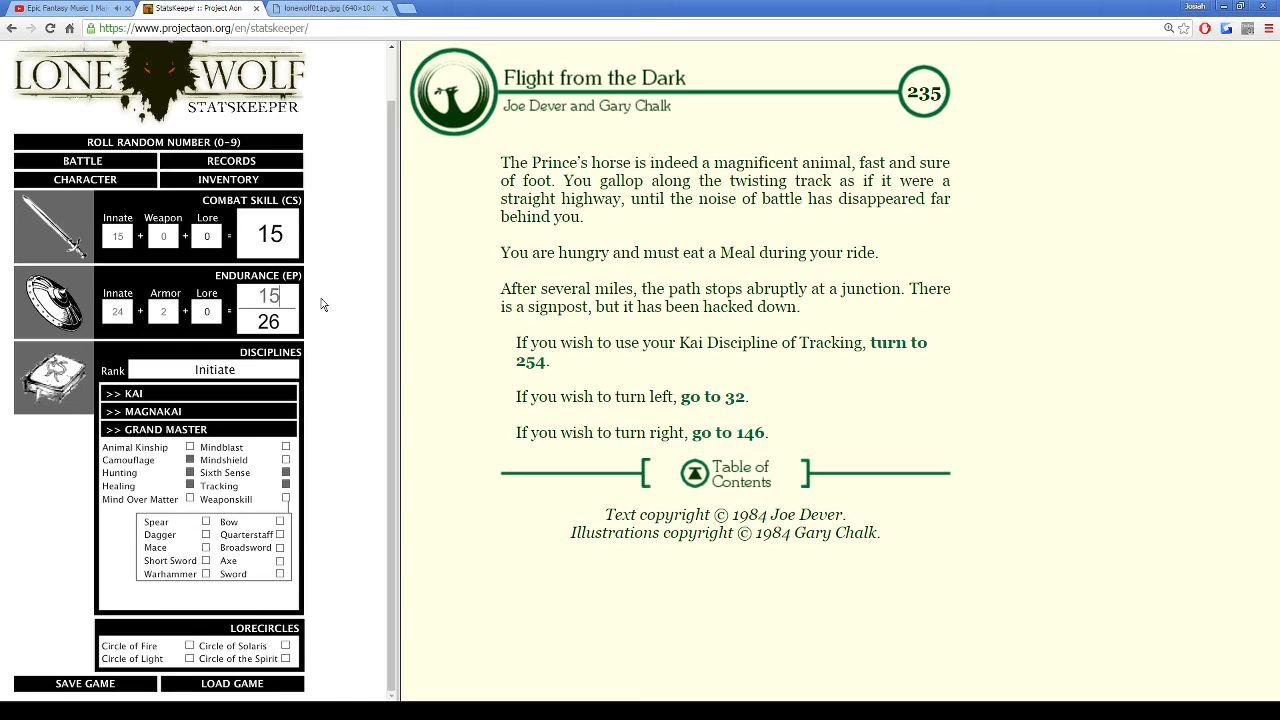 Epic Fantasy Music | M
StatsKeeper :: Project Aon
lonewolf01ap.jpg (640×104
Josiah
https://www.projectaon.org/en/statskeeper/
LONE WOLF
STATSKEEPER
ROLL RANDOM NUMBER (0-9)
BATTLE RECORDS
CHARACTER INVENTORY
COMBAT SKILL (CS)
Innate Weapon Lore
15 + 0 + 0 = 15
ENDURANCE (EP)
Innate Armor Lore 15
24 + 2 + 0 = 26
DISCIPLINES
Rank Initiate
>> KAI
>> MAGNAKAI
>> GRAND MASTER
Animal Kinship Mindblast
Camouflage Mindshield
Hunting Sixth Sense
Healing Tracking
Mind Over Matter Weaponskill
Spear Bow
Dagger Quarterstaff
Mace Broadsword
Short Sword Axe
Warhammer Sword
LORECIRCLES
Circle of Fire Circle of Solaris
Circle of Light Circle of the Spirit
SAVE GAME LOAD GAME
Flight from the Dark
Joe Dever and Gary Chalk
235
The Prince’s horse is indeed a magnificent animal, fast and sure
of foot. You gallop along the twisting track as if it were a
straight highway, until the noise of battle has disappeared far
behind you.
You are hungry and must eat a Meal during your ride.
After several miles, the path stops abruptly at a junction. There
is a signpost, but it has been hacked down.
If you wish to use your Kai Discipline of Tracking, turn to
254.
If you wish to turn left, go to 32.
If you wish to turn right, go to 146.
Table of
Contents
Text copyright © 1984 Joe Dever.
Illustrations copyright © 1984 Gary Chalk.